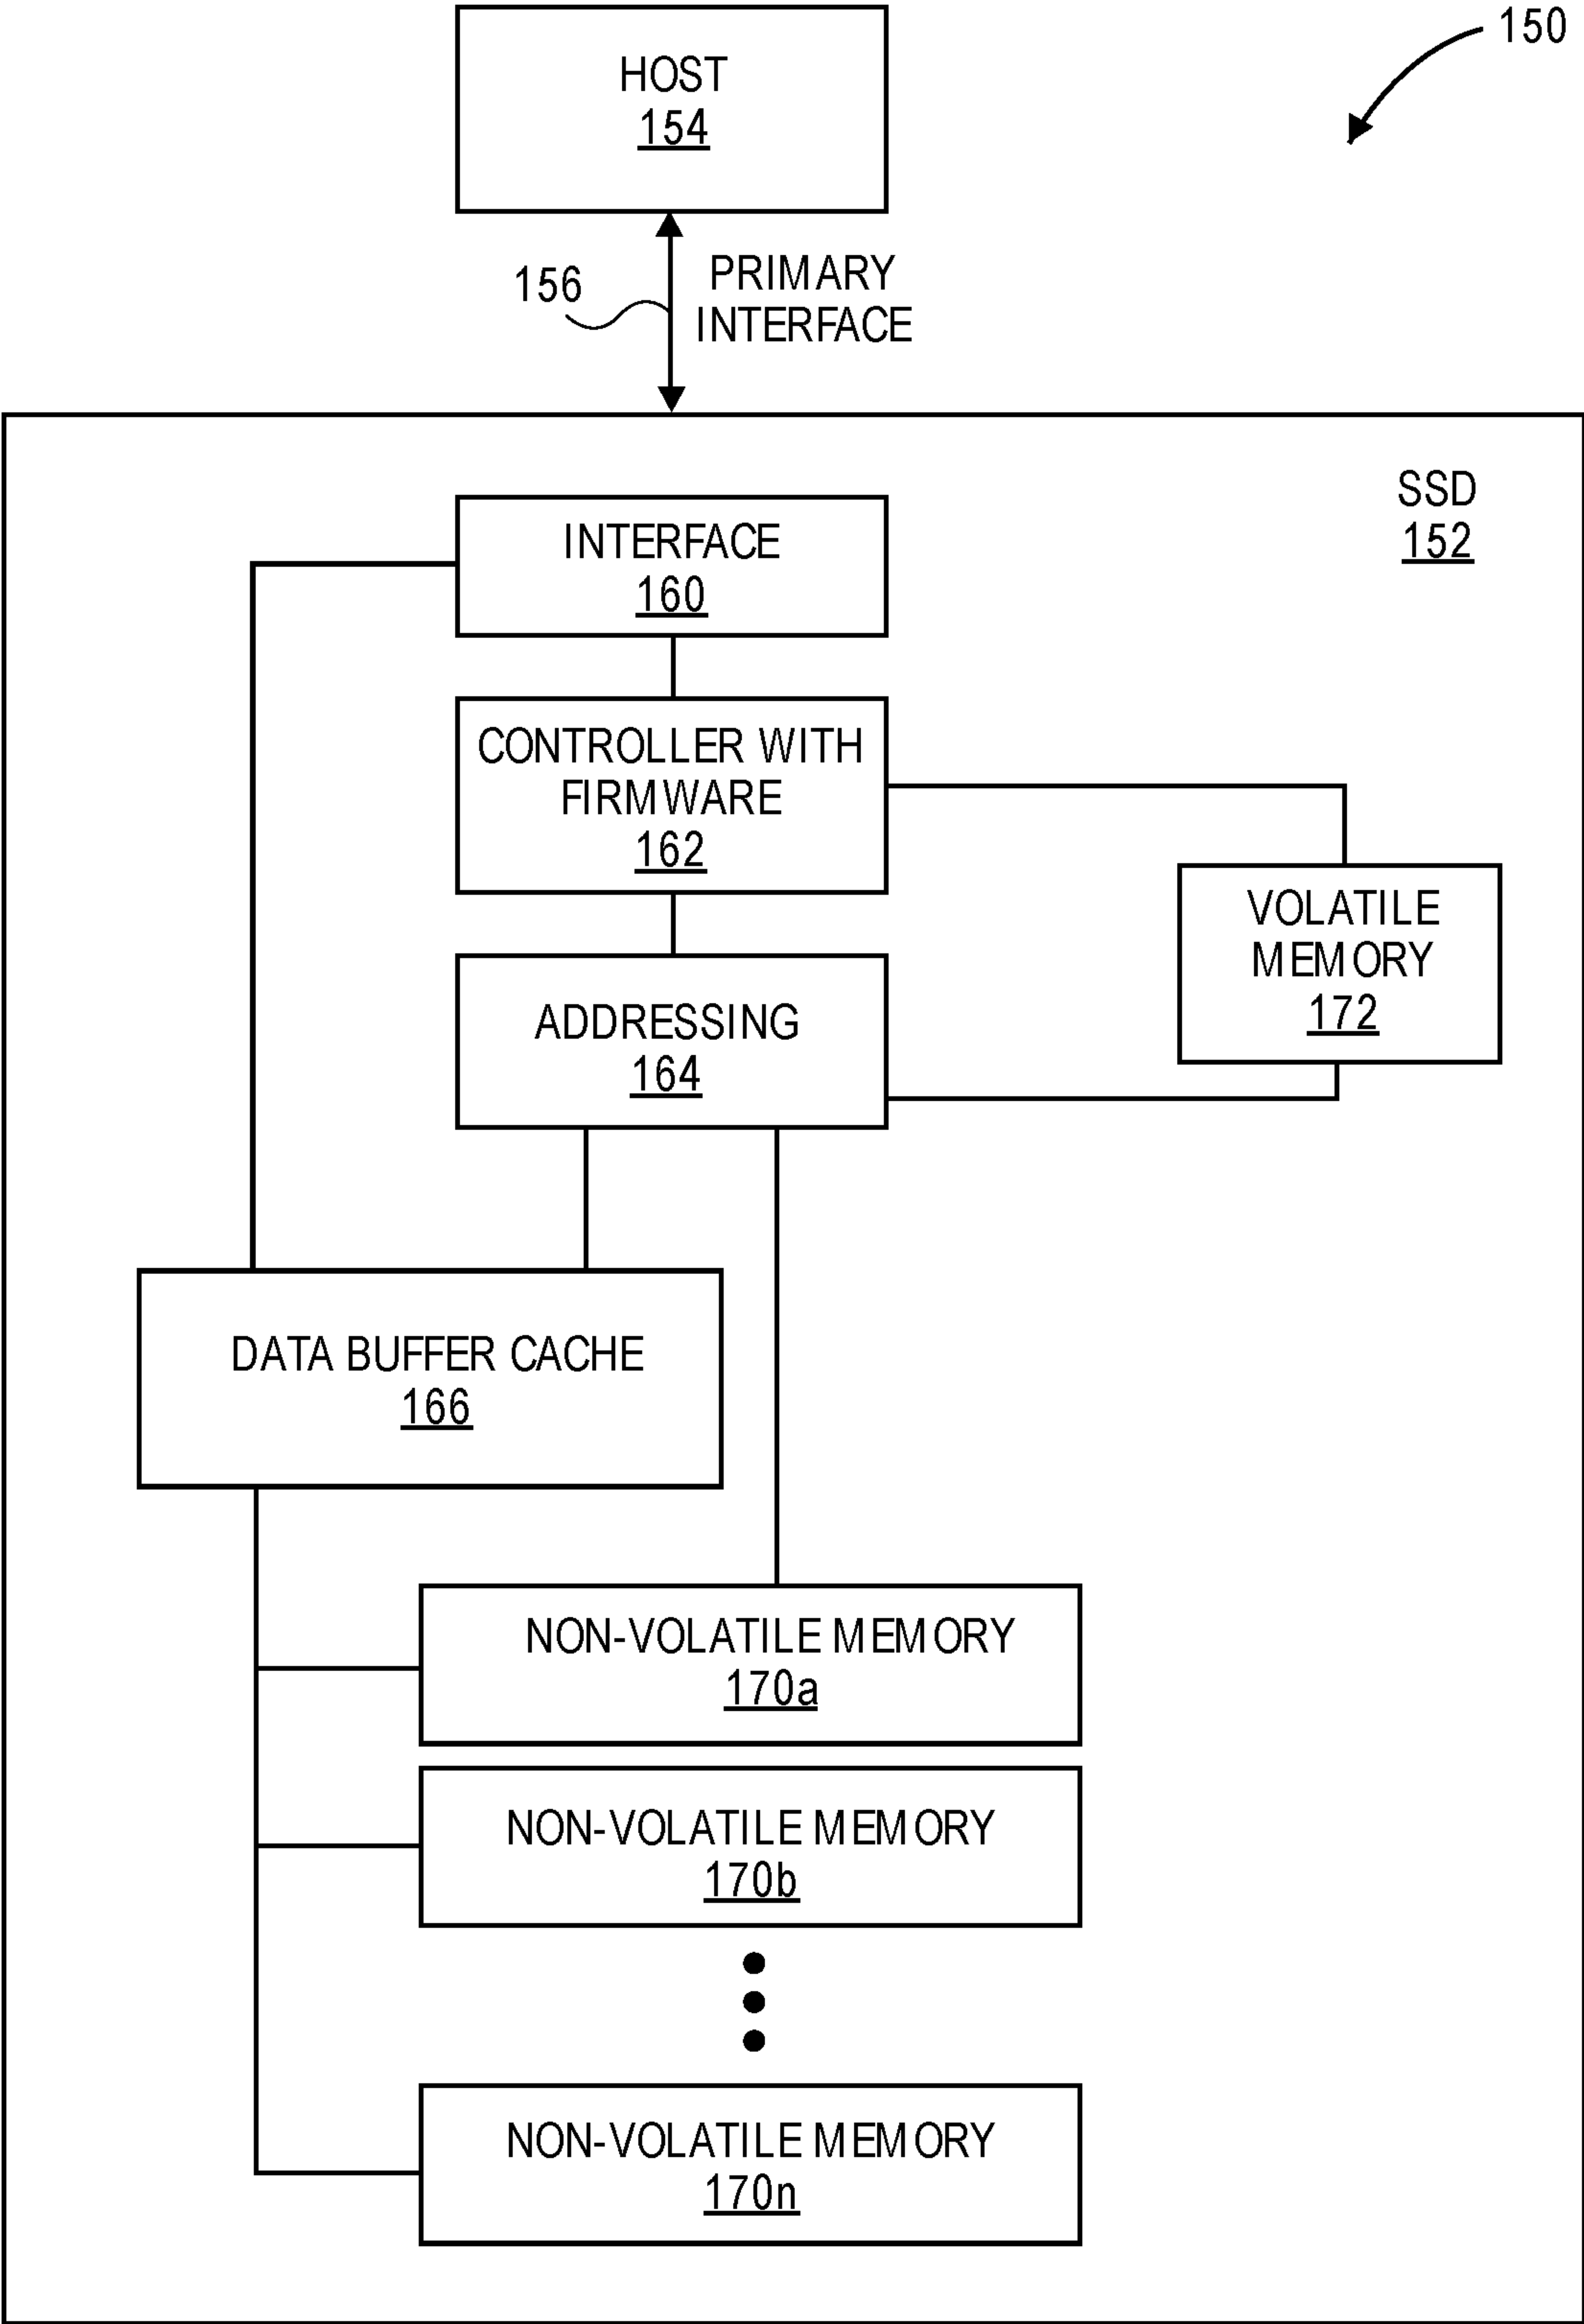 150
HOST
154
156
PRIMARY
INTERFACE
SSD
152
INTERFACE
160
CONTROLLER WITH
FIRMWARE
162
VOLATILE
MEMORY
172
ADDRESSING
164
DATA BUFFER CACHE
166
NON-VOLATILE MEMORY
170a
NON-VOLATILE MEMORY
170b
NON-VOLATILE MEMORY
170n